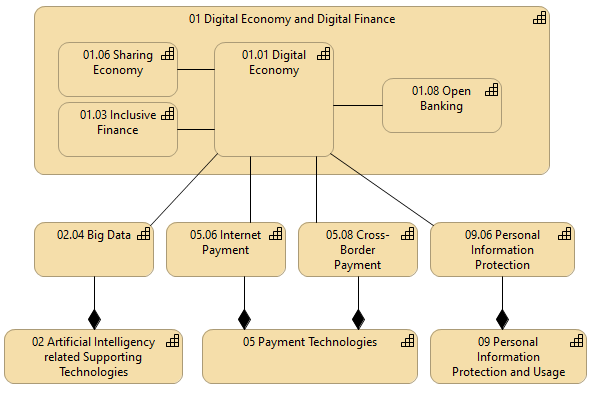 01 Digital Economy and Digital Finance
01.06 Sharing
Economy
01.01 Digital
Economy
01.08 Open
Banking
01.03 Inclusive
Finance
02.04 Big Data
05.06 Internet
Payment
05.08 Cross-
Border
Payment
09.06 Personal
Information
Protection
02 Artificial Intelligency
related Supporting
Technologies
05 Payment Technologies
09 Personal
Information
Protection and Usage